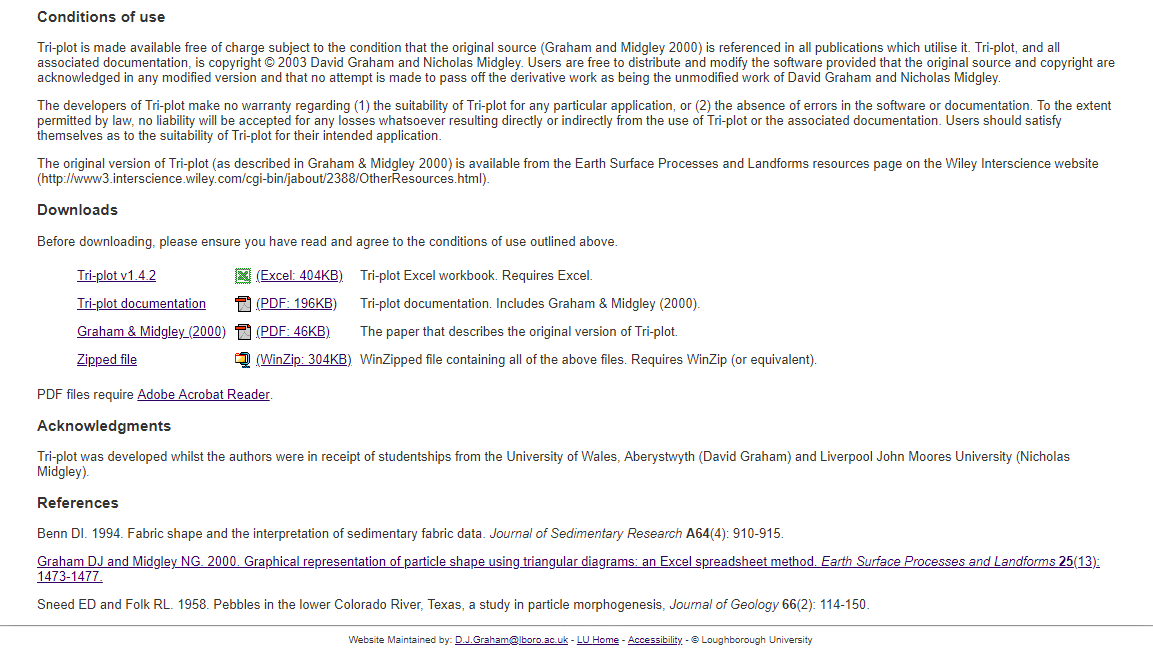 Conditions of use
Tri-plot is made available free of charge subject to the condition that the original source (Graham and Midgley 2000) is referenced in all publications which utilise it. Tri-plot, and all
associated documentation, is copyright © 2003 David Graham and Nicholas Midgley. Users are free to distribute and modify the software provided that the original source and copyright are
acknowledged in any modified version and that no attempt is made to pass off the derivative work as being the unmodified work of David Graham and Nicholas Midgley.
The developers of Tri-plot make no warranty regarding (1) the suitability of Tri-plot for any particular application, or (2) the absence of errors in the software or documentation. To the extent
permitted by law, no liability will be accepted for any losses whatsoever resulting directly or indirectly from the use of Tri-plot or the associated documentation. Users should satisfy
themselves as to the suitability of Tri-plot for their intended application.
The original version of Tri-plot (as described in Graham & Midgley 2000) is available from the Earth Surface Processes and Landforms resources page on the Wiley Interscience website
(http://www3.interscience.wiley.com/cgi-bin/jabout/2388/OtherResources.html).
Downloads
Before downloading, please ensure you have read and agree to the conditions of use outlined above.
Tri-plot v1.4.2 (Excel: 404KB) Tri-plot Excel workbook. Requires Excel.
Tri-plot documentation (PDF: 196KB) Tri-plot documentation. Includes Graham & Midgley (2000).
Graham & Midgley (2000) (PDF: 46KB) The paper that describes the original version of Tri-plot.
Zipped file (WinZip: 304KB) WinZipped file containing all of the above files. Requires WinZip (or equivalent).
PDF files require Adobe Acrobat Reader.
Acknowledgments
Tri-plot was developed whilst the authors were in receipt of studentships from the University of Wales, Aberystwyth (David Graham) and Liverpool John Moores University (Nicholas
Midgley).
References
Benn DI. 1994. Fabric shape and the interpretation of sedimentary fabric data. Journal of Sedimentary Research A64(4): 910-915.
Graham DJ and Midgley NG. 2000. Graphical representation of particle shape using triangular diagrams: an Excel spreadsheet method. Earth Surface Processes and Landforms 25(13):
1473-1477.
Sneed ED and Folk RL. 1958. Pebbles in the lower Colorado River, Texas, a study in particle morphogenesis, Journal of Geology 66(2): 114-150.
Website Maintained by: D.J.Graham@lboro.ac.uk - LU Home - Accessibility - © Loughborough University